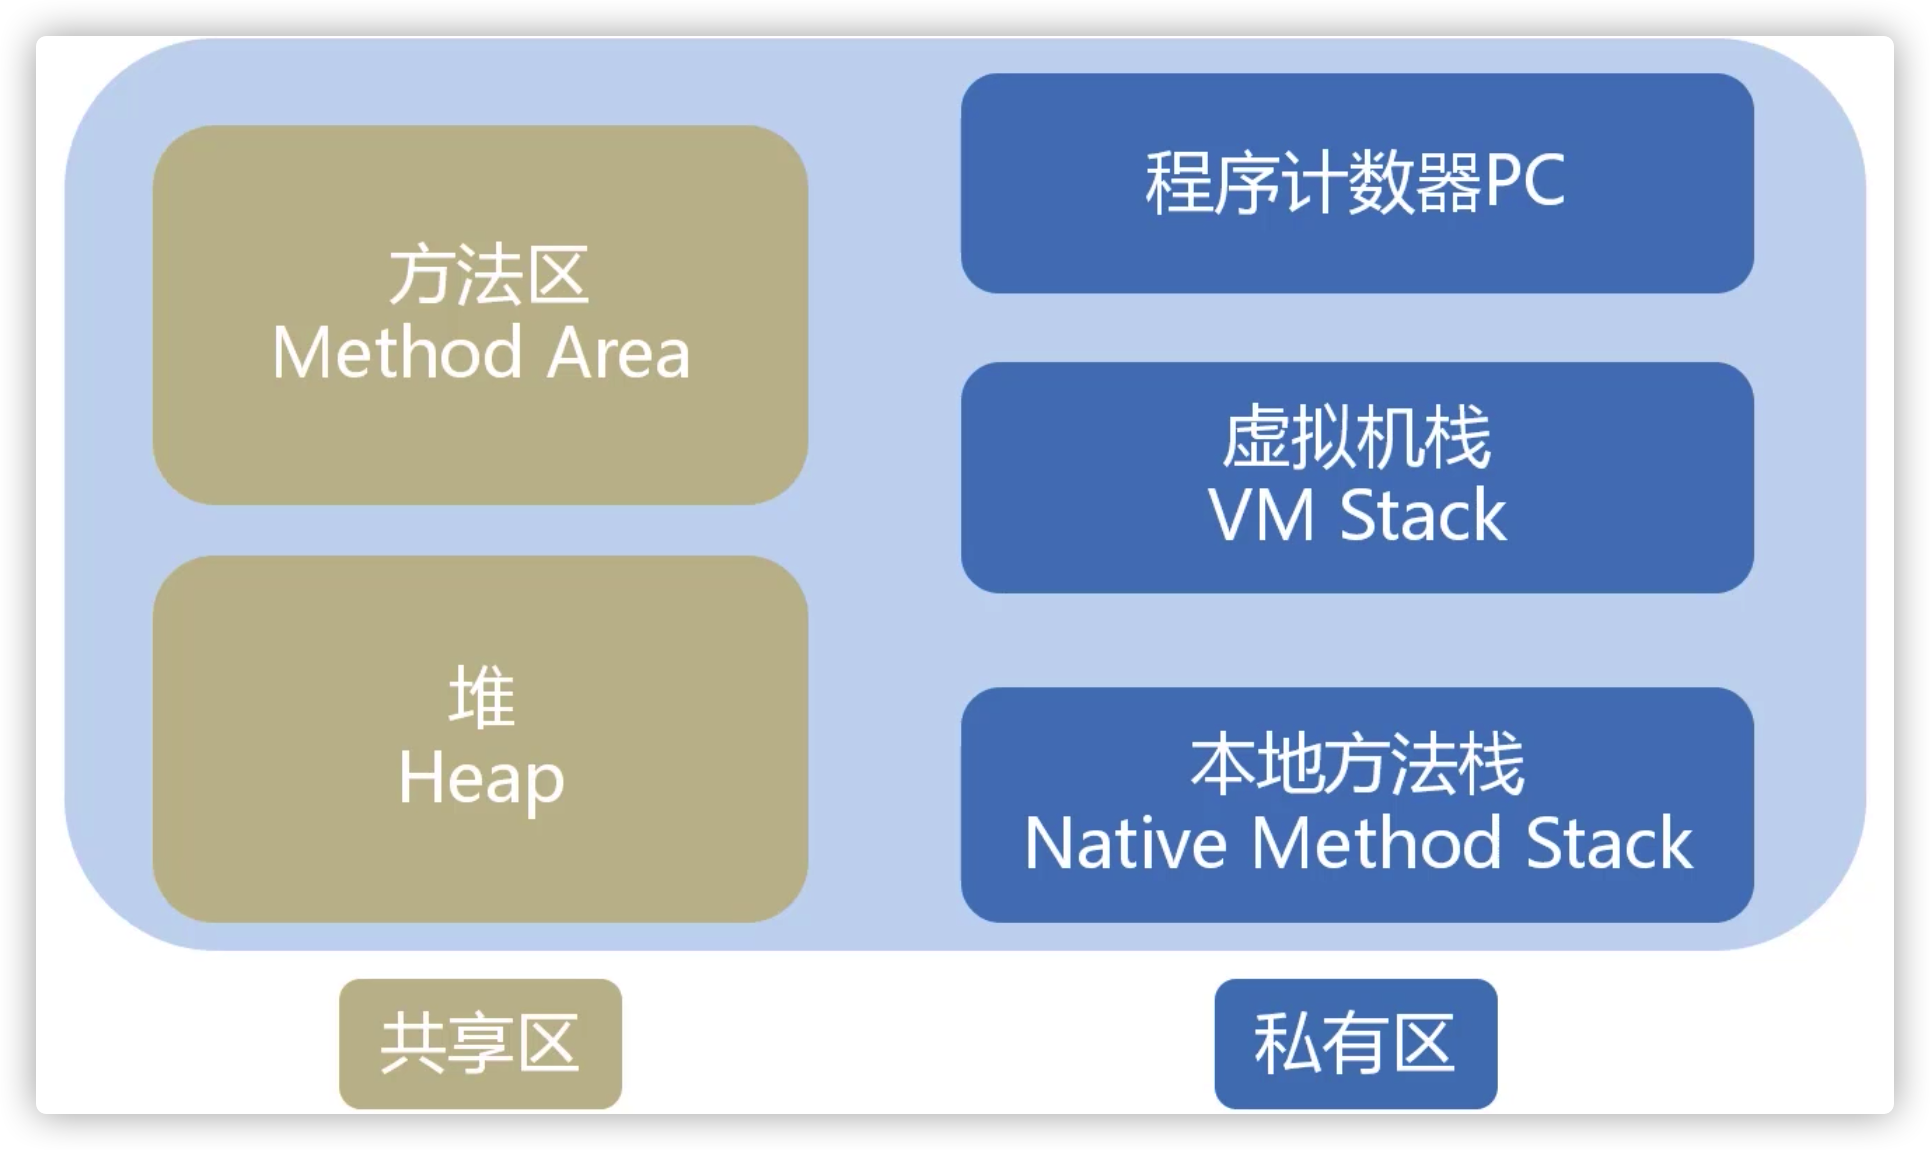 方法区
Method Area
堆
Heap
程序计数器PC
虚拟机栈
VM Stack
本地方法栈
Native Method Stack
共享区
私有区